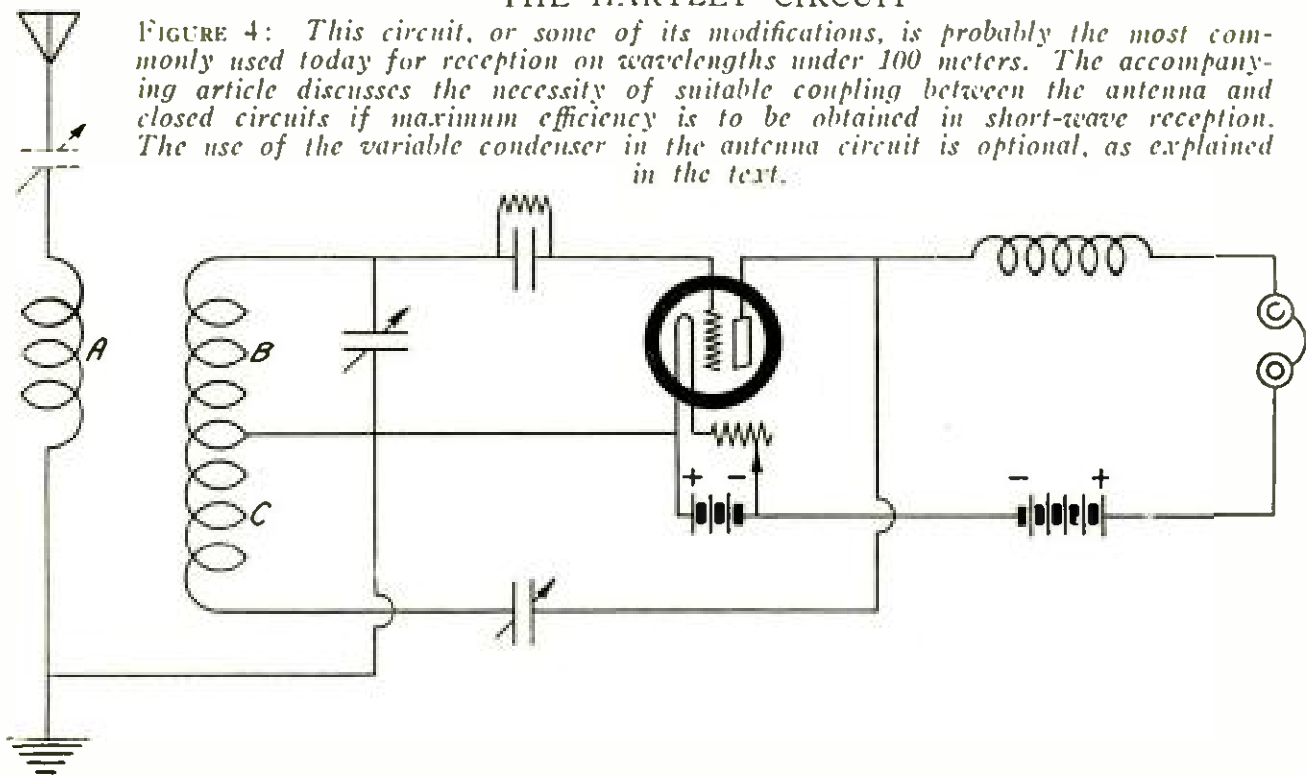 THE HARTLEY CIRCUIT
FIGURE 4: This circuit, or some of its modifications, is probably the most com-
monly used today for reception on wavelengths under 100 meters. The accompany-
ing article discusses the necessity of suitable coupling between the antenna and
closed circuits if maximum efficiency is to be obtained in short-wave reception.
The use of the variable condenser in the antenna circuit is optional, as explained
in the text.
A
B
C
+ -
- +